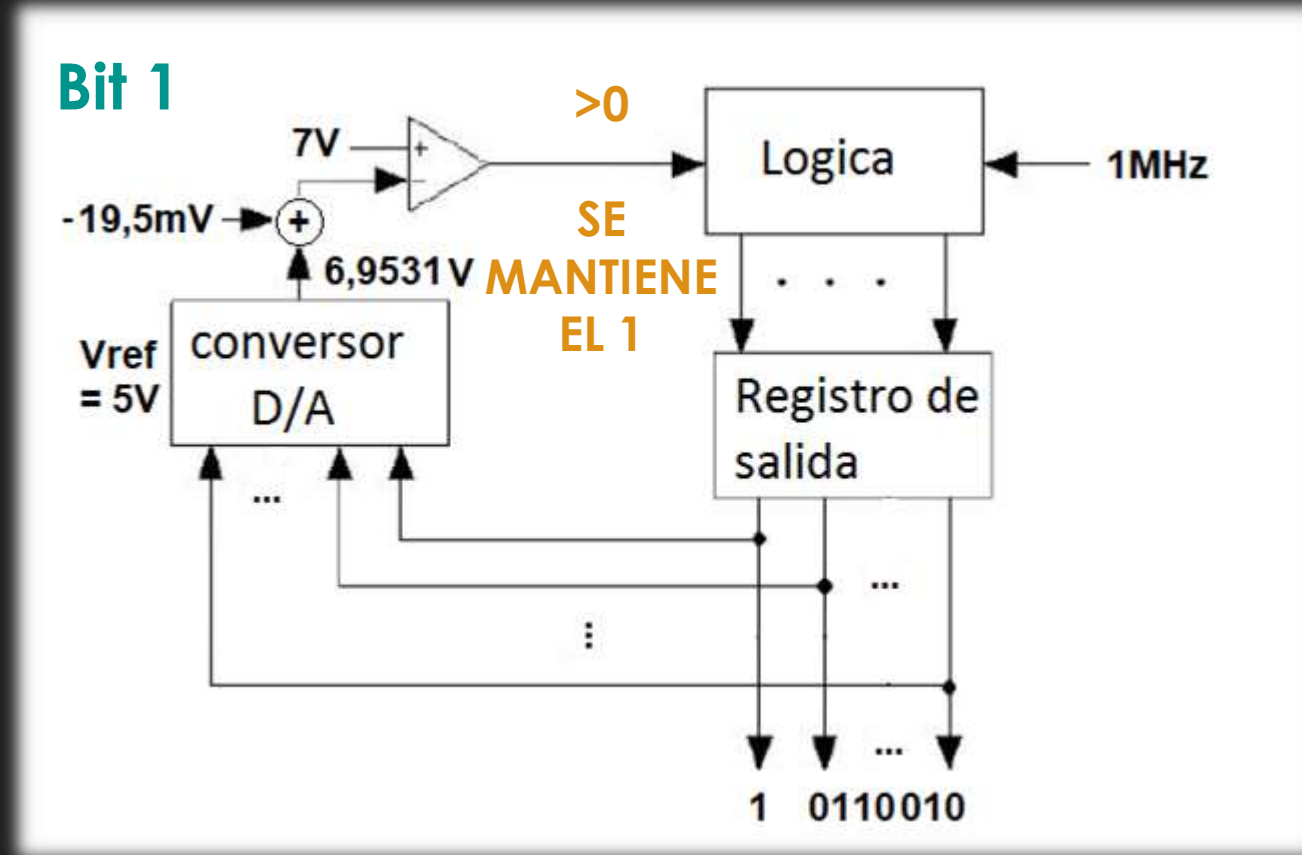 Bit 1
>0
7V
+
−
Logica
1MHz
-19,5mV
+
SE
MANTIENE
EL 1
6,9531V
. . .
Vref
= 5V
conversor
D/A
Registro de
salida
...
...
...
...
1 0110010